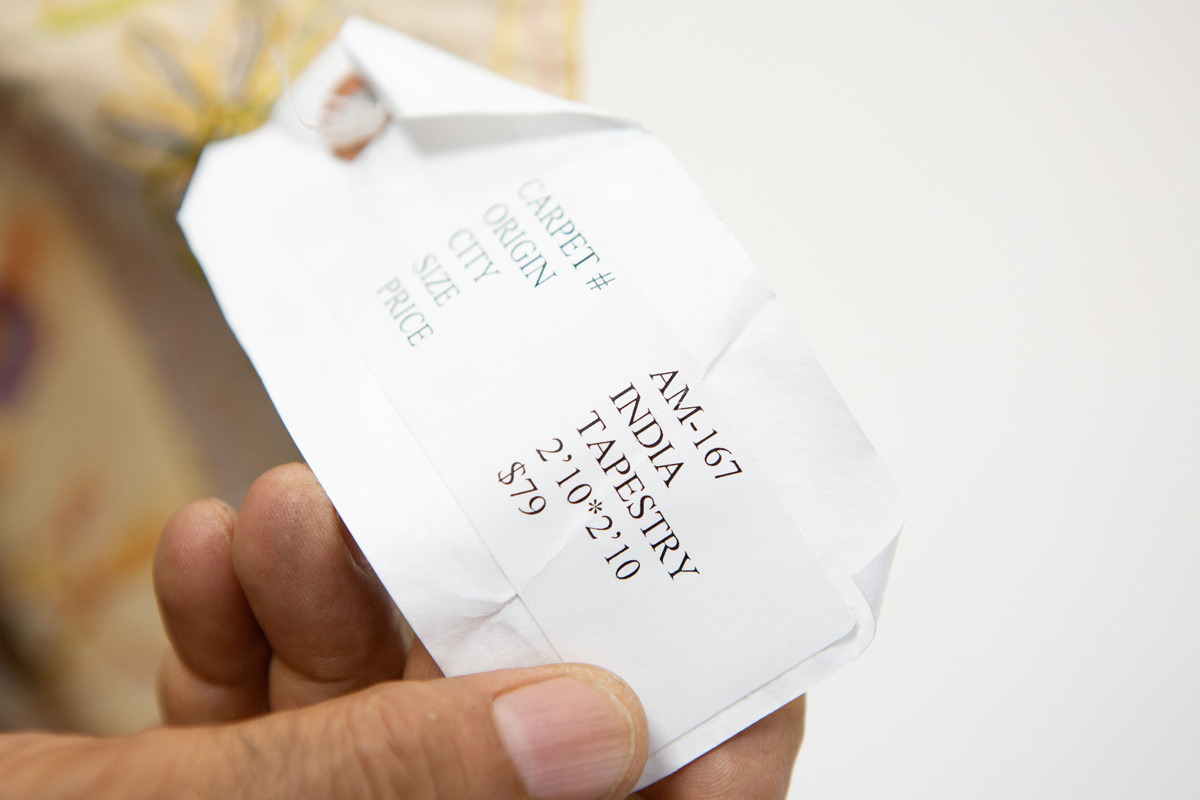 CARPET # AM-167
ORIGIN INDIA
CITY TAPESTRY
SIZE 2’10*2’10
PRICE $79